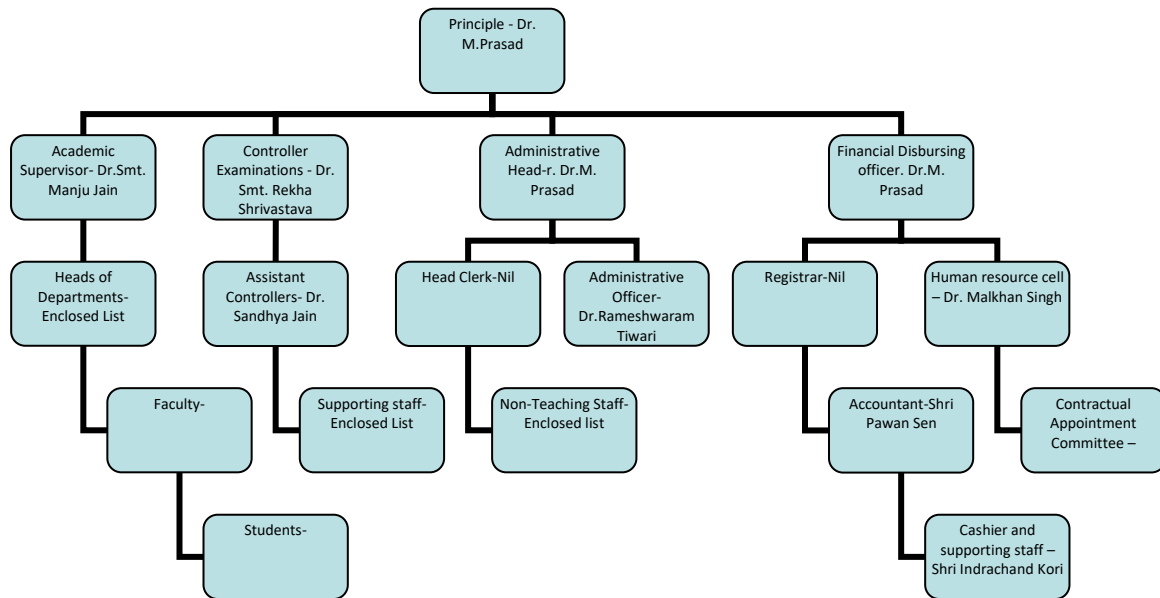 Principle - Dr.
M.Prasad
Academic
Supervisor- Dr.Smt.
Manju Jain
Controller
Examinations - Dr.
Smt. Rekha
Shrivastava
Administrative
Head-r. Dr.M.
Prasad
Financial Disbursing
officer. Dr.M.
Prasad
Heads of
Departments-
Enclosed List
Assistant
Controllers- Dr.
Sandhya Jain
Head Clerk-Nil
Administrative
Officer-
Dr.Rameshwaram
Tiwari
Registrar-Nil
Human resource cell
– Dr. Malkhan Singh
Faculty-
Supporting staff-
Enclosed List
Non-Teaching Staff-
Enclosed list
Accountant-Shri
Pawan Sen
Contractual
Appointment
Committee –
Students-
Cashier and
supporting staff –
Shri Indrachand Kori